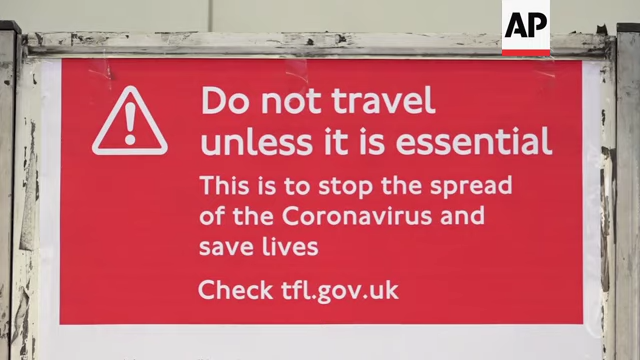 AP
Do not travel
unless it is essential
This is to stop the spread
of the Coronavirus and
save lives
Check tfl.gov.uk